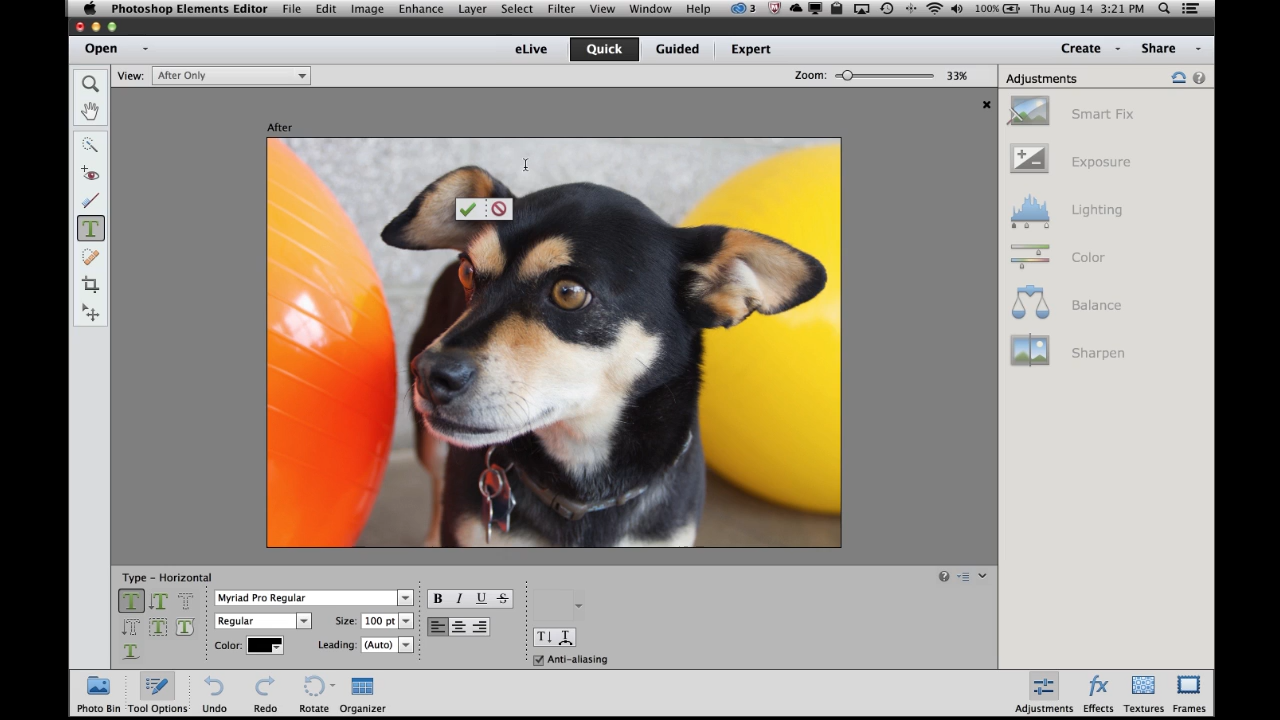 Photoshop Elements Editor File Edit Image Enhance Layer Select Filter View Window Help 3 100% Thu Aug 14 3:21 PM
Open eLive Quick Guided Expert Create Share
View: After Only Zoom: 33% Adjustments
After
Smart Fix
Exposure
Lighting
Color
Balance
Sharpen
Type - Horizontal
Myriad Pro Regular B I U S
Regular Size: 100 pt
Color: Leading: (Auto)
Anti-aliasing
Photo Bin Tool Options Undo Redo Rotate Organizer Adjustments Effects Textures Frames